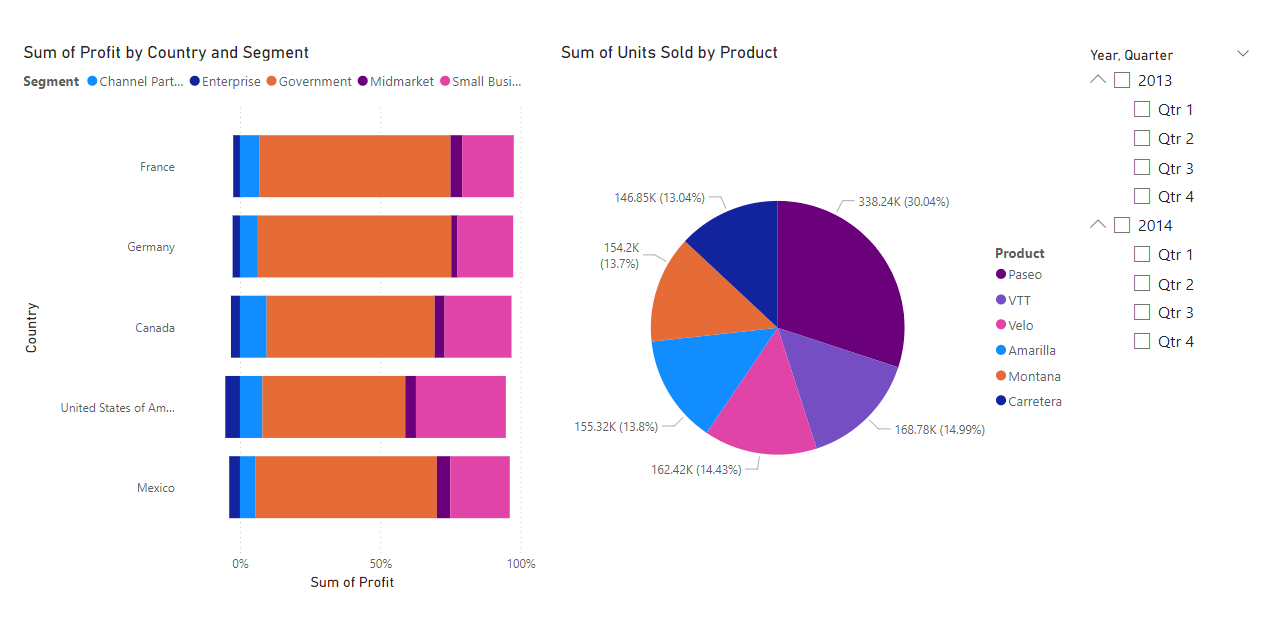 Sum of Profit by Country and Segment
Segment Channel Part... Enterprise Government Midmarket Small Busi...
France
Germany
Canada
United States of Am...
Mexico
Country
0% 50% 100%
Sum of Profit
Sum of Units Sold by Product
338.24K (30.04%)
168.78K (14.99%)
162.42K (14.43%)
155.32K (13.8%)
154.2K
(13.7%)
146.85K (13.04%)
Product
Paseo
VTT
Velo
Amarilla
Montana
Carretera
Year, Quarter
2013
Qtr 1
Qtr 2
Qtr 3
Qtr 4
2014
Qtr 1
Qtr 2
Qtr 3
Qtr 4